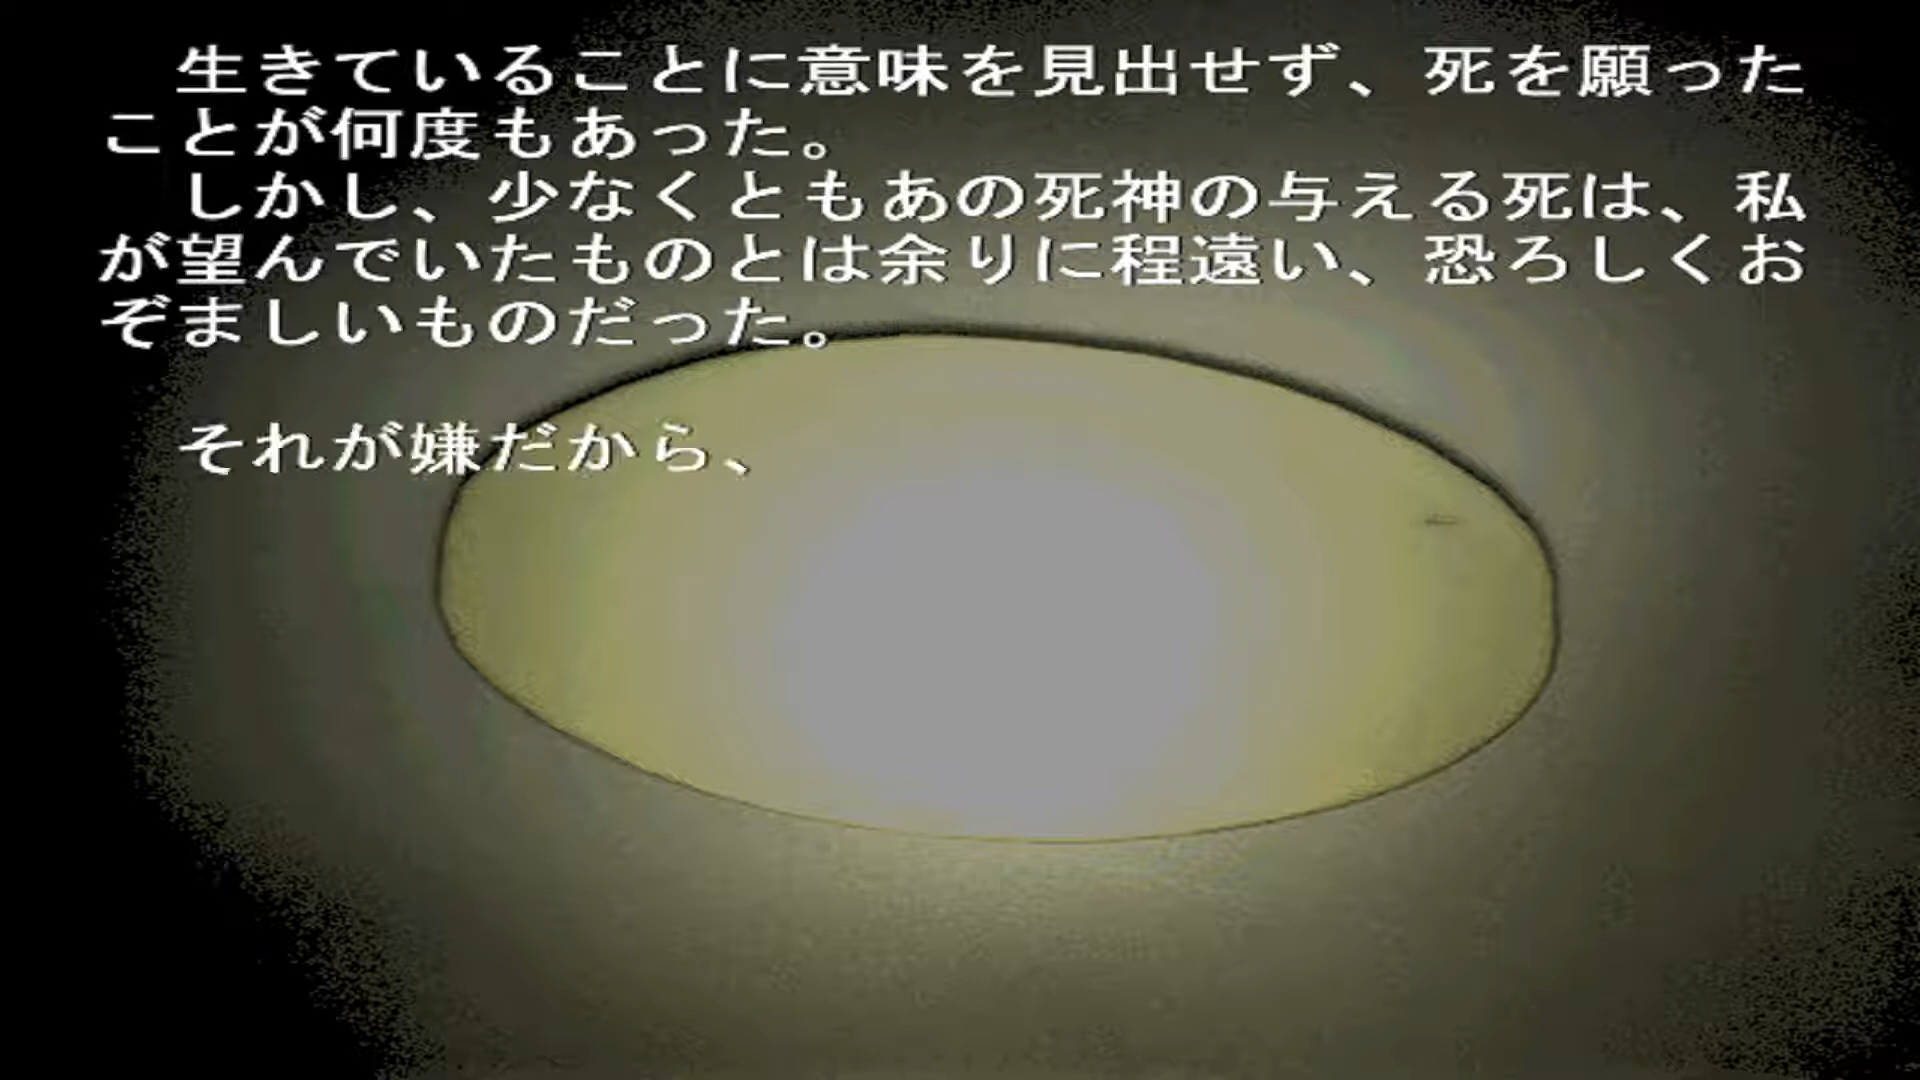 生きていることに意味を見出せず、死を願った
ことが何度もあった。
しかし、少なくともあの死神の与える死は、私
が望んでいたものとは余りに程遠い、恐ろしくお
ぞましいものだった。
それが嫌だから、